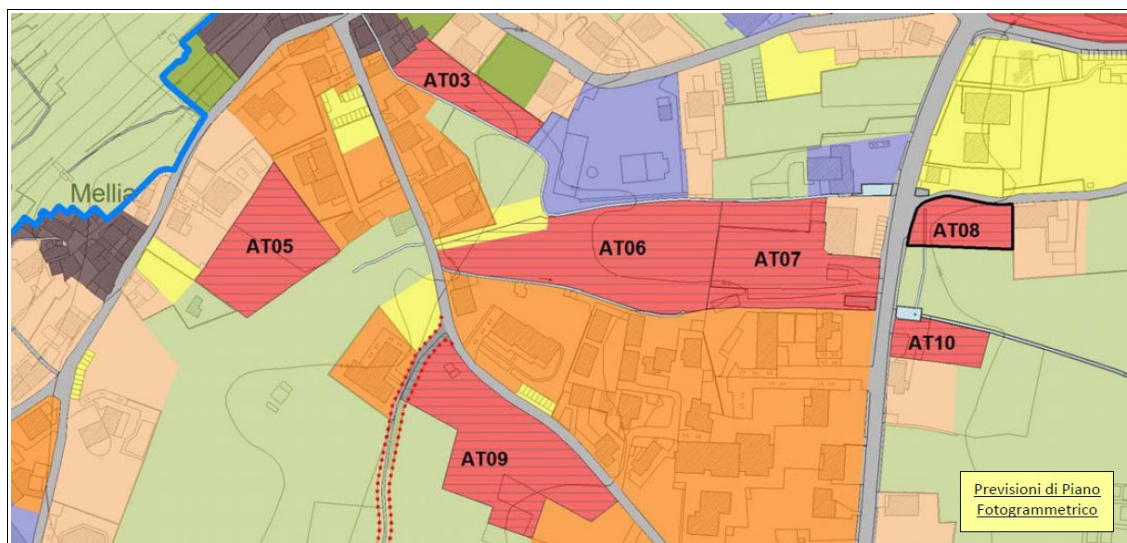 AT03
Mellia
AT05
AT06
AT07
AT08
AT10
AT09
Previsioni di Piano
Fotogrammetrico